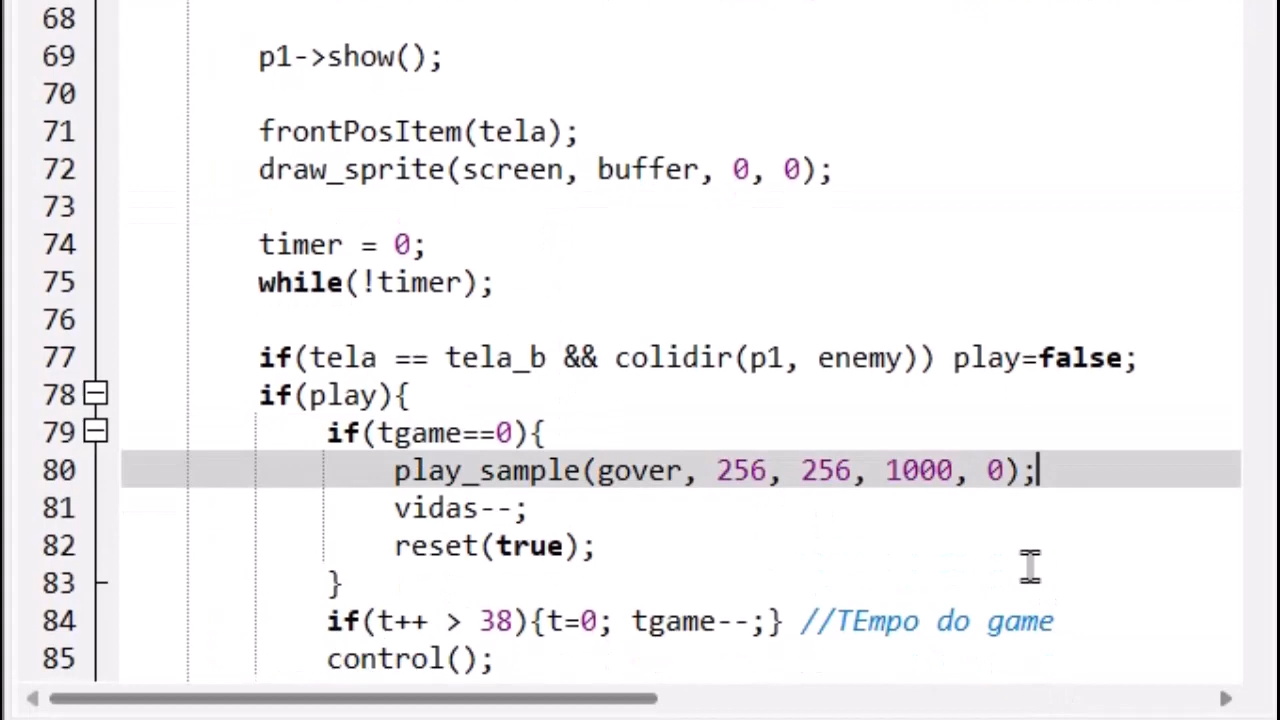 68
69 p1->show();
70
71 frontPosItem(tela);
72 draw_sprite(screen, buffer, 0, 0);
73
74 timer = 0;
75 while(!timer);
76
77 if(tela == tela_b && colidir(p1, enemy)) play=false;
78 if(play){
79 if(tgame==0){
80 play_sample(gover, 256, 256, 1000, 0);
81 vidas--;
82 reset(true);
83 }
84 if(t++ > 38){t=0; tgame--;} //TEmpo do game
85 control();